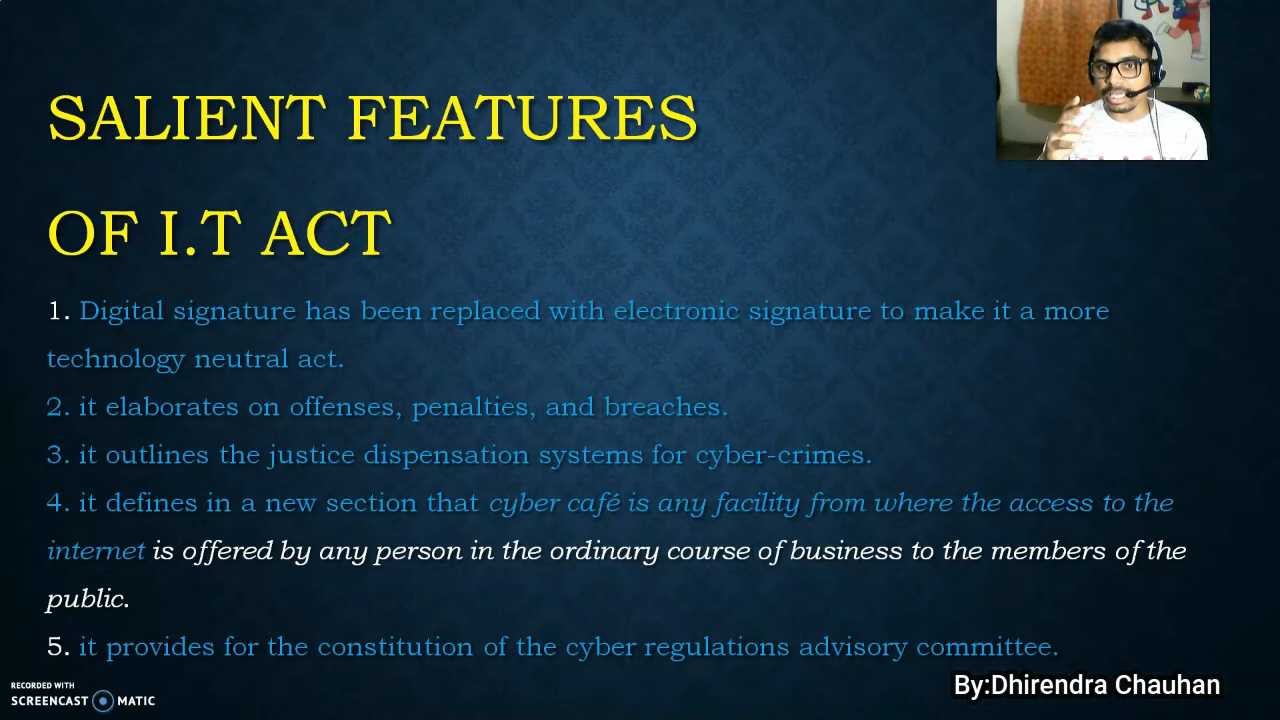 SALIENT FEATURES
OF I.T ACT
1. Digital signature has been replaced with electronic signature to make it a more
technology neutral act.
2. it elaborates on offenses, penalties, and breaches.
3. it outlines the justice dispensation systems for cyber-crimes.
4. it defines in a new section that cyber café is any facility from where the access to the
internet is offered by any person in the ordinary course of business to the members of the
public.
5. it provides for the constitution of the cyber regulations advisory committee.
By:Dhirendra Chauhan
RECORDED WITH
SCREENCAST MATIC